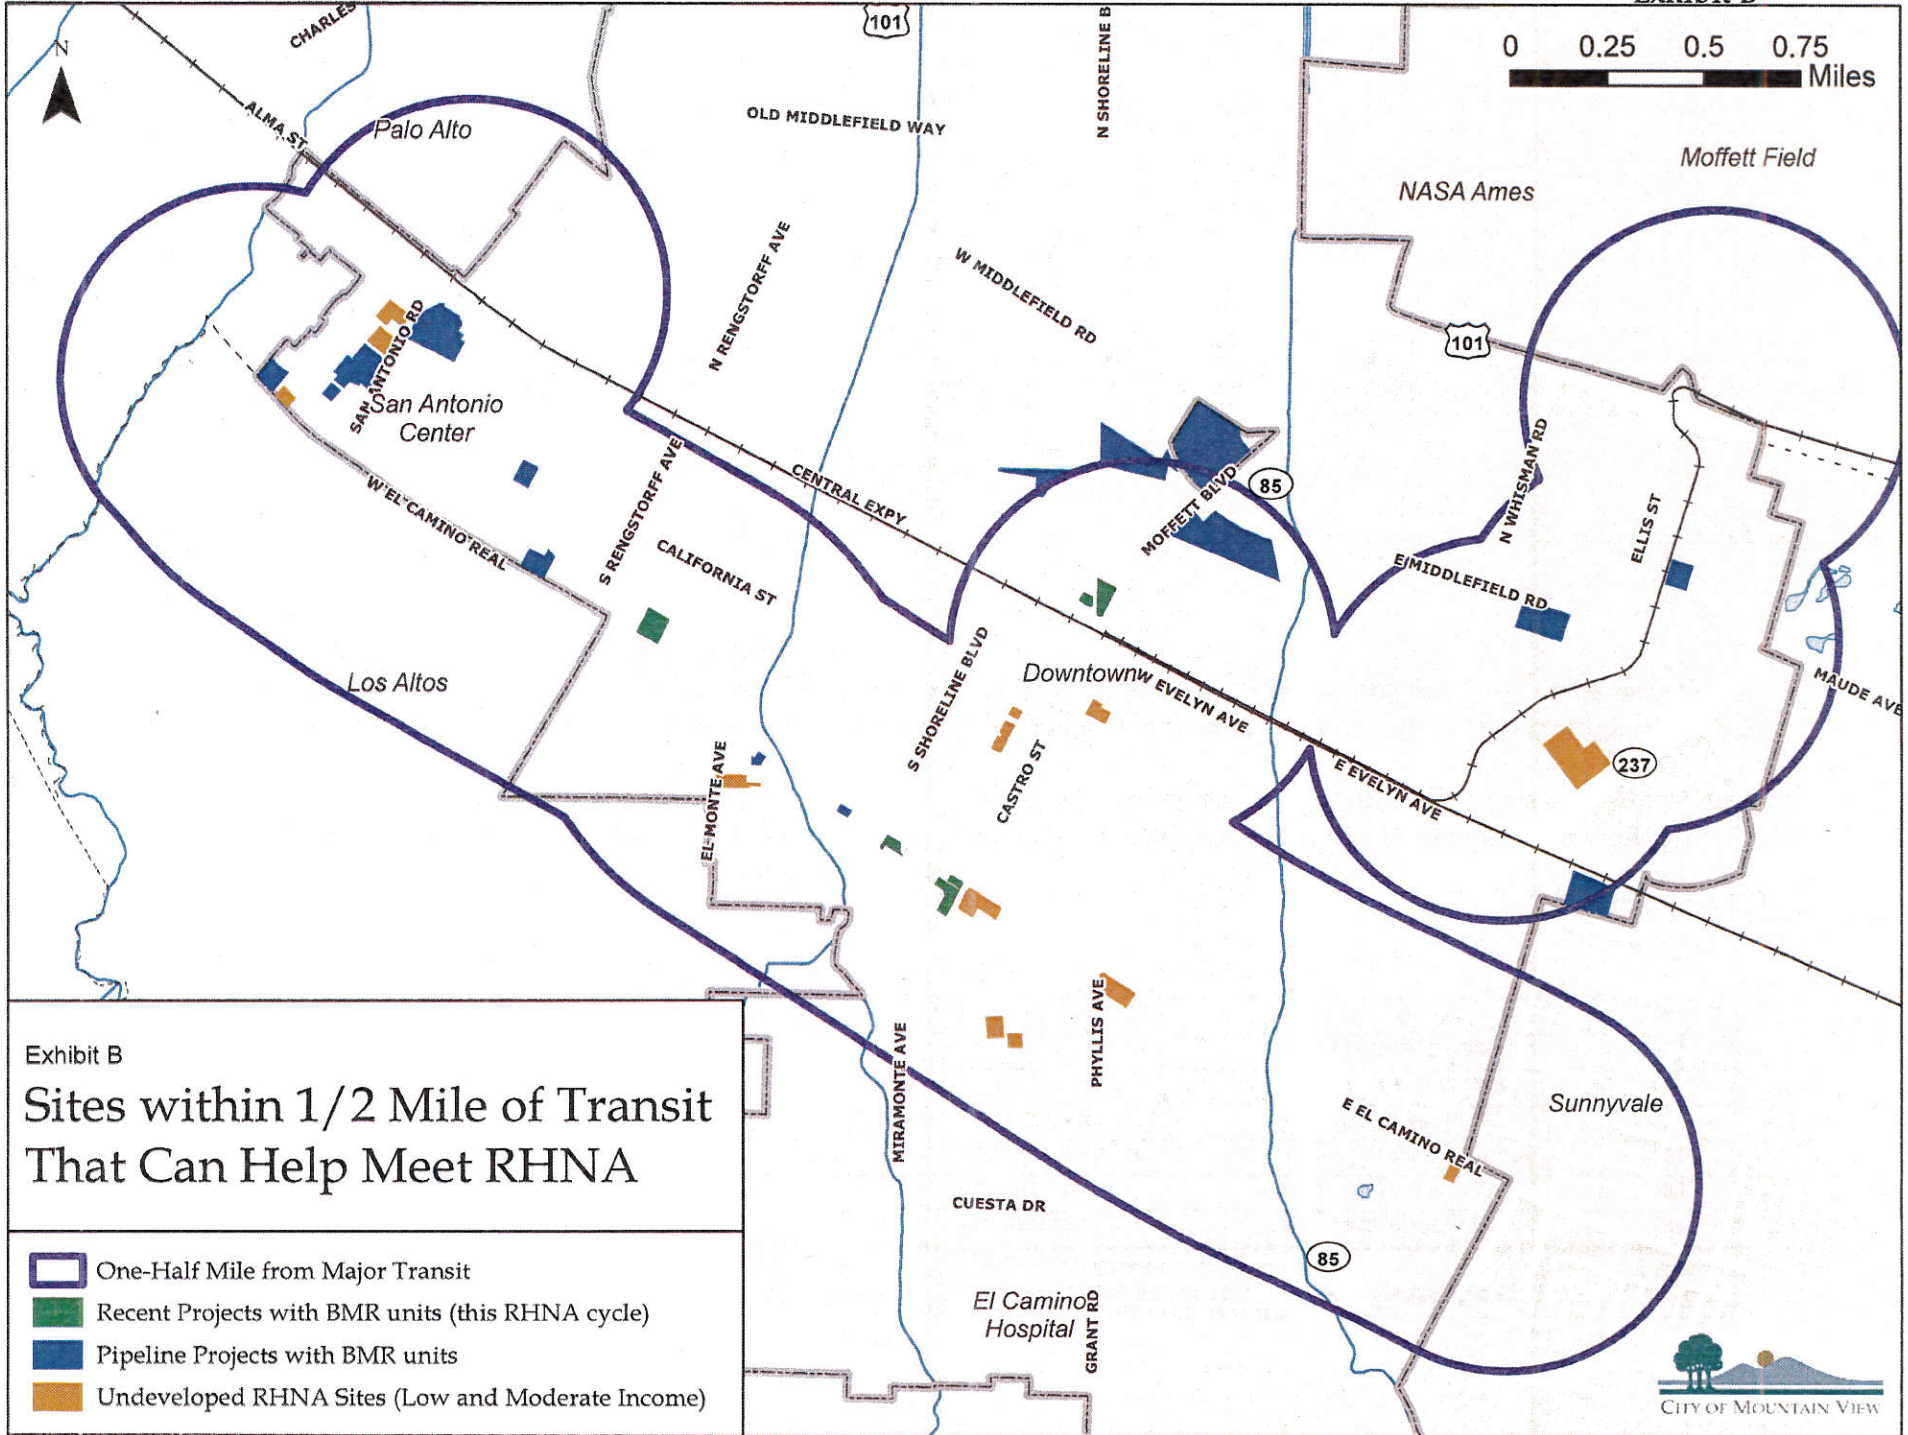 EXHIBIT B
0 0.25 0.5 0.75
Miles
N
CHARLES
101
N SHORELINE B
ALMA ST
Palo Alto
OLD MIDDLEFIELD WAY
Moffett Field
NASA Ames
N RENGSTORFF AVE
W MIDDLEFIELD RD
101
SAN ANTONIO RD
San Antonio
Center
N WHISMAN RD
W EL CAMINO REAL
S RENGSTORFF AVE
CENTRAL EXPY
85
MOFFETT BLVD
ELLIS ST
CALIFORNIA ST
E MIDDLEFIELD RD
Los Altos
S SHORELINE BLVD
Downtown
W EVELYN AVE
MAUDE AVE
EL MONTE AVE
CASTRO ST
E EVELYN AVE
237
PHYLLIS AVE
MIRAMONTE AVE
Exhibit B
Sites within 1/2 Mile of Transit
That Can Help Meet RHNA
E EL CAMINO REAL
Sunnyvale
CUESTA DR
85
El Camino
Hospital
GRANT RD
One-Half Mile from Major Transit
Recent Projects with BMR units (this RHNA cycle)
Pipeline Projects with BMR units
Undeveloped RHNA Sites (Low and Moderate Income)
CITY OF MOUNTAIN VIEW